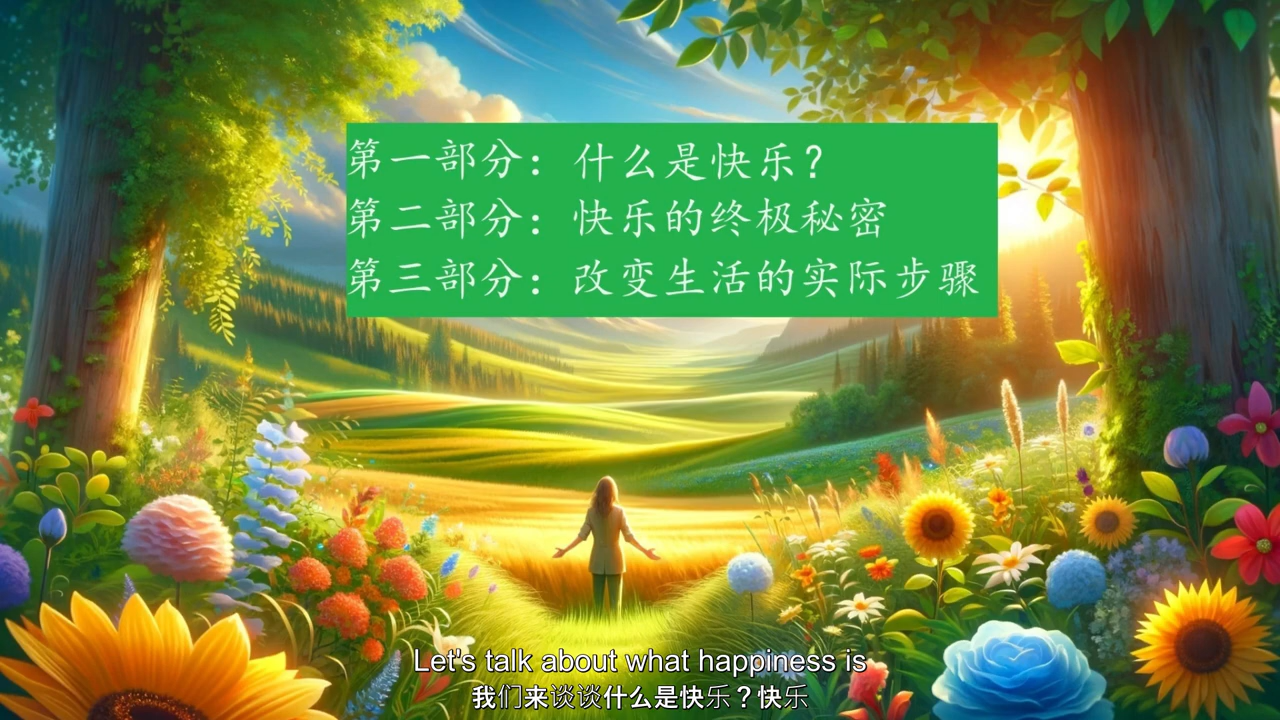 第一部分：什么是快乐？
第二部分：快乐的终极秘密
第三部分：改变生活的实际步骤
Let's talk about what happiness is
我们来谈谈什么是快乐？快乐